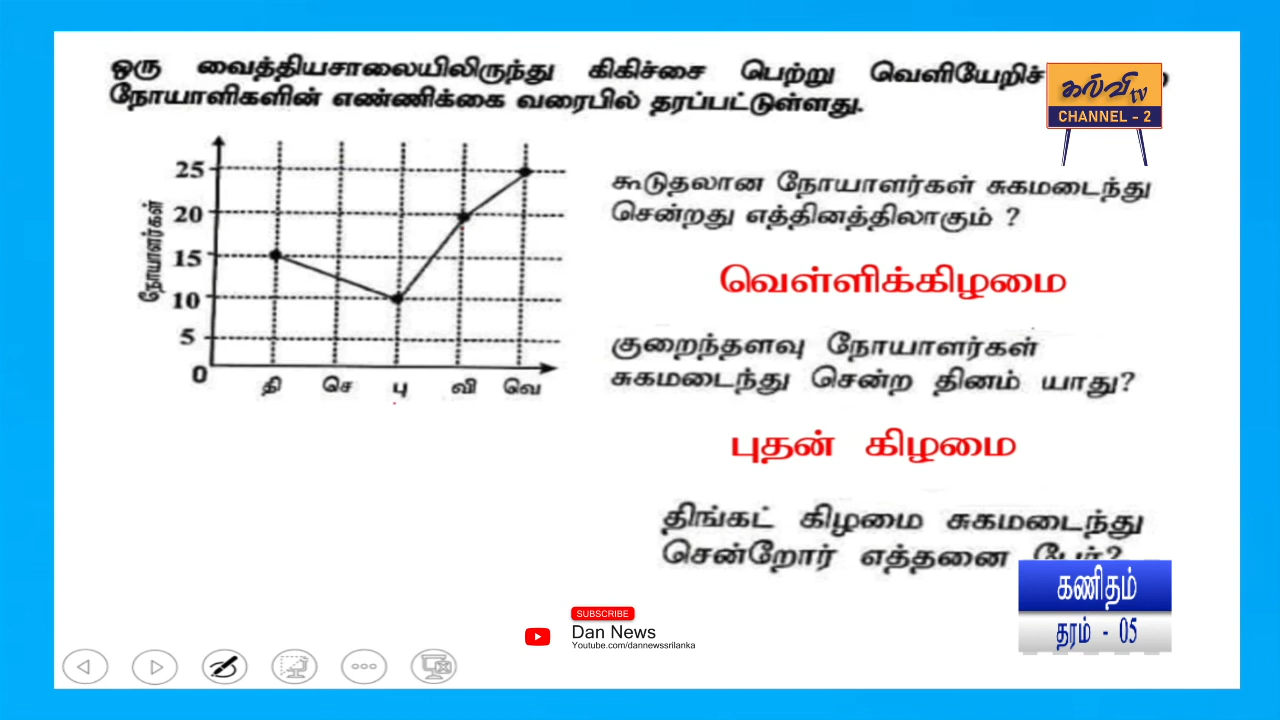 ஒரு வைத்தியசாலையிலிருந்து கிகிச்சை பெற்று வெளியேறிச்
நோயாளிகளின் எண்ணிக்கை வரைபில் தரப்பட்டுள்ளது.
கல்வி tv
CHANNEL - 2
25
20
15
10
5
0
நோயாளர்கள்
தி செ பு வி வெ
கூடுதலான நோயாளர்கள் சுகமடைந்து
சென்றது எத்தினத்திலாகும் ?
வெள்ளிக்கிழமை
குறைந்தளவு நோயாளர்கள்
சுகமடைந்து சென்ற தினம் யாது?
புதன் கிழமை
திங்கட் கிழமை சுகமடைந்து
சென்றோர் எத்தனை பேர்?
கணிதம்
தரம் - 05
SUBSCRIBE
Dan News
Youtube.com/dannewssrilanka